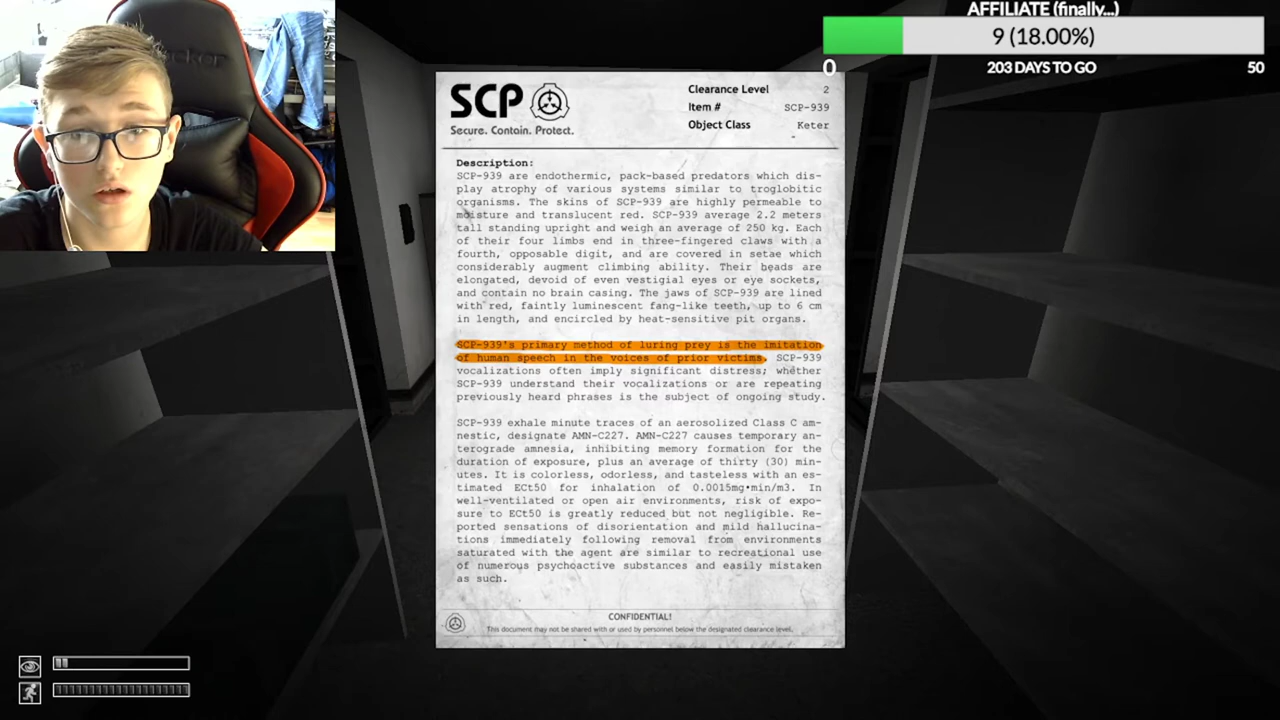 AFFILIATE (finally...)
9 (18.00%)
0
203 DAYS TO GO
50
SCP
Secure. Contain. Protect.
Clearance Level 2
Item # SCP-939
Object Class Keter
Description:
SCP-939 are endothermic, pack-based predators which dis-
play atrophy of various systems similar to troglobitic
organisms. The skins of SCP-939 are highly permeable to
moisture and translucent red. SCP-939 average 2.2 meters
tall standing upright and weigh an average of 250 kg. Each
of their four limbs end in three-fingered claws with a
fourth, opposable digit, and are covered in setae which
considerably augment climbing ability. Their heads are
elongated, devoid of even vestigial eyes or eye sockets,
and contain no brain casing. The jaws of SCP-939 are lined
with red, faintly luminescent fang-like teeth, up to 6 cm
in length, and encircled by heat-sensitive pit organs.
SCP-939's primary method of luring prey is the imitation
of human speech in the voices of prior victims. SCP-939
vocalizations often imply significant distress; whether
SCP-939 understand their vocalizations or are repeating
previously heard phrases is the subject of ongoing study.
SCP-939 exhale minute traces of an aerosolized Class C am-
nestic, designate AMN-C227. AMN-C227 causes temporary an-
terograde amnesia, inhibiting memory formation for the
duration of exposure, plus an average of thirty (30) min-
utes. It is colorless, odorless, and tasteless with an es-
timated ECt50 for inhalation of 0.0015mg•min/m3. In
well-ventilated or open air environments, risk of expo-
sure to ECt50 is greatly reduced but not negligible. Re-
ported sensations of disorientation and mild hallucina-
tions immediately following removal from environments
saturated with the agent are similar to recreational use
of numerous psychoactive substances and easily mistaken
as such.
CONFIDENTIAL!
This document may not be shared with or used by personnel below the designated clearance level.